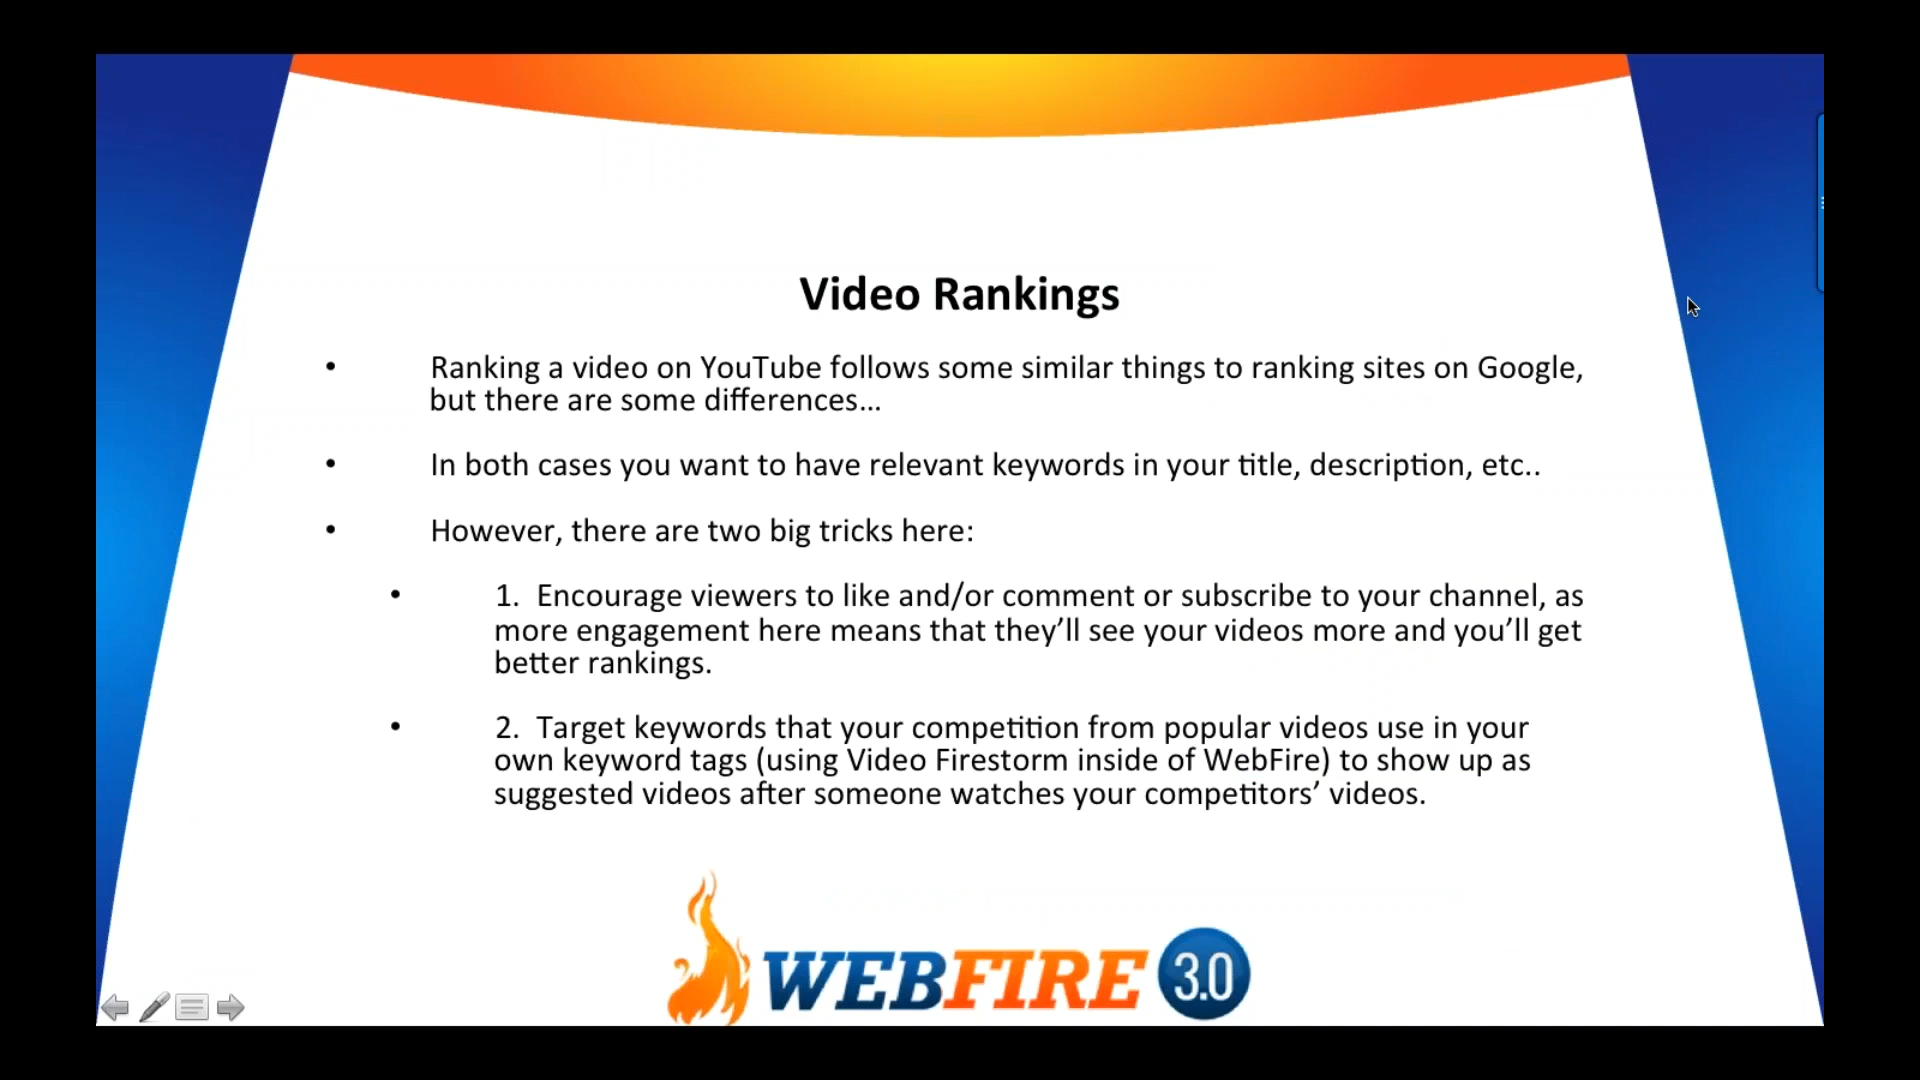 Video Rankings
• Ranking a video on YouTube follows some similar things to ranking sites on Google,
but there are some differences...
• In both cases you want to have relevant keywords in your title, description, etc..
• However, there are two big tricks here:
• 1. Encourage viewers to like and/or comment or subscribe to your channel, as
more engagement here means that they’ll see your videos more and you’ll get
better rankings.
• 2. Target keywords that your competition from popular videos use in your
own keyword tags (using Video Firestorm inside of WebFire) to show up as
suggested videos after someone watches your competitors’ videos.
WEBFIRE 3.0